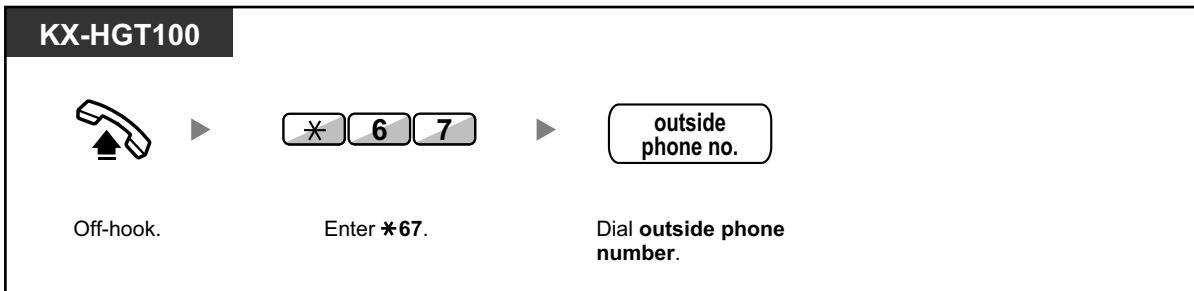 KX-HGT100
* 6 7
outside
phone no.
Off-hook.
Enter *67.
Dial outside phone
number.